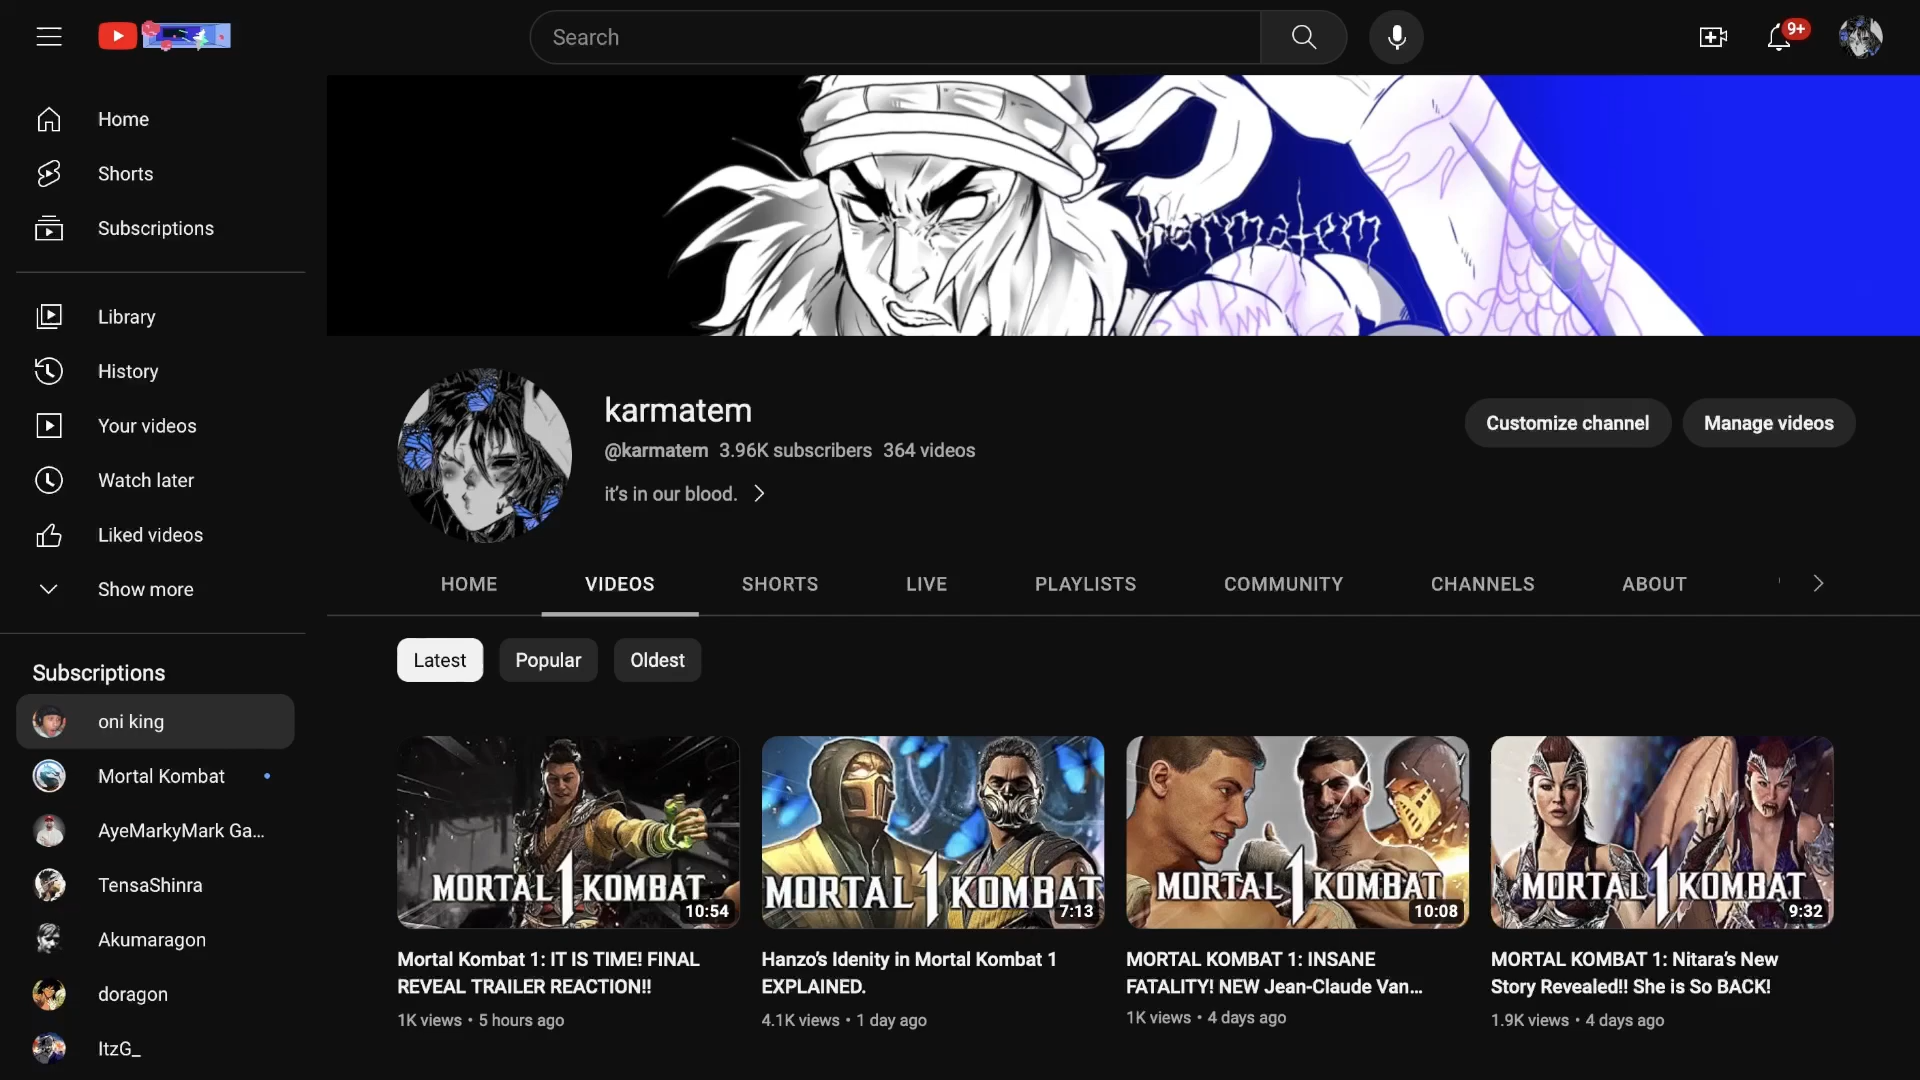 Search
9+
Home
Shorts
Subscriptions
Library
History
Your videos
Watch later
Liked videos
Show more
Subscriptions
oni king
Mortal Kombat
AyeMarkyMark Ga...
TensaShinra
Akumaragon
doragon
ItzG_
Karmatem
karmatem
@karmatem 3.96K subscribers 364 videos
it's in our blood.
Customize channel
Manage videos
HOME VIDEOS SHORTS LIVE PLAYLISTS COMMUNITY CHANNELS ABOUT
Latest Popular Oldest
MORTAL 1 KOMBAT
10:54
Mortal Kombat 1: IT IS TIME! FINAL
REVEAL TRAILER REACTION!!
1K views • 5 hours ago
MORTAL 1 KOMBAT
7:13
Hanzo's Idenity in Mortal Kombat 1
EXPLAINED.
4.1K views • 1 day ago
MORTAL 1 KOMBAT
10:08
MORTAL KOMBAT 1: INSANE
FATALITY! NEW Jean-Claude Van...
1K views • 4 days ago
MORTAL 1 KOMBAT
9:32
MORTAL KOMBAT 1: Nitara's New
Story Revealed!! She is So BACK!
1.9K views • 4 days ago